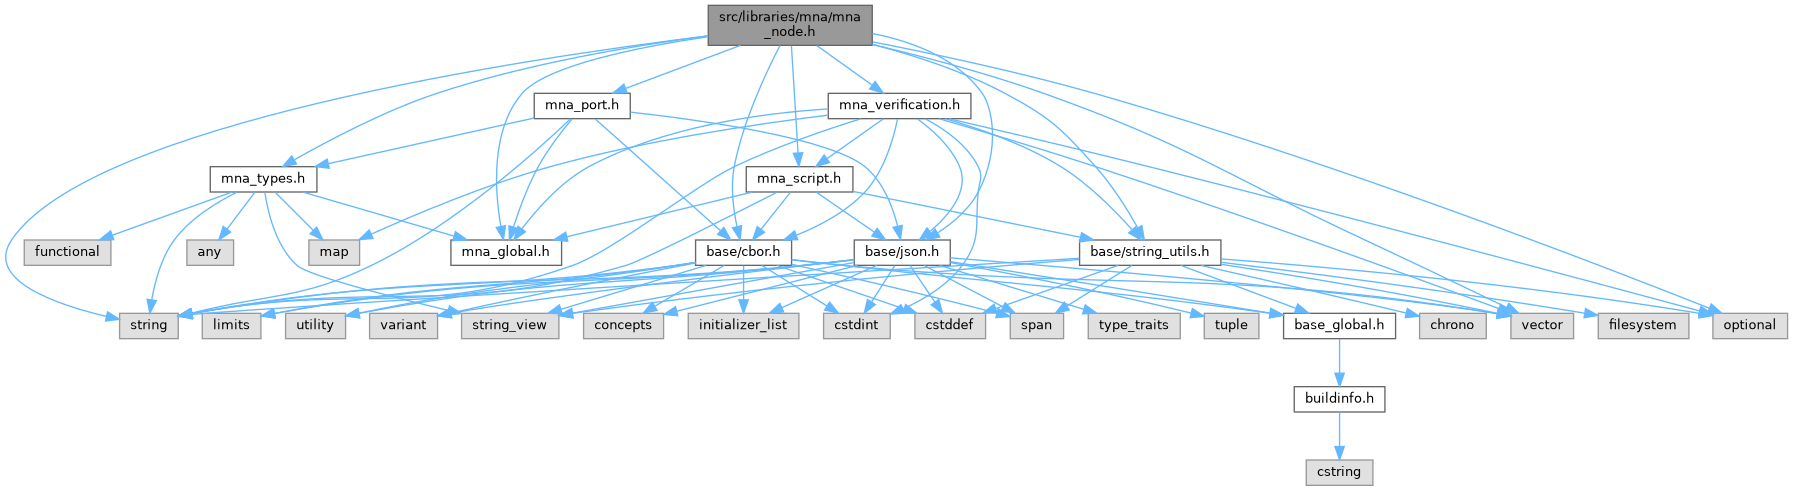 src/libraries/mna/mna
_node.h
mna_port.h
mna_verification.h
mna_types.h
mna_script.h
functional
any
map
mna_global.h
base/cbor.h
base/json.h
base/string_utils.h
string
limits
utility
variant
string_view
concepts
initializer_list
cstdint
cstddef
span
type_traits
tuple
base_global.h
chrono
vector
filesystem
optional
buildinfo.h
cstring